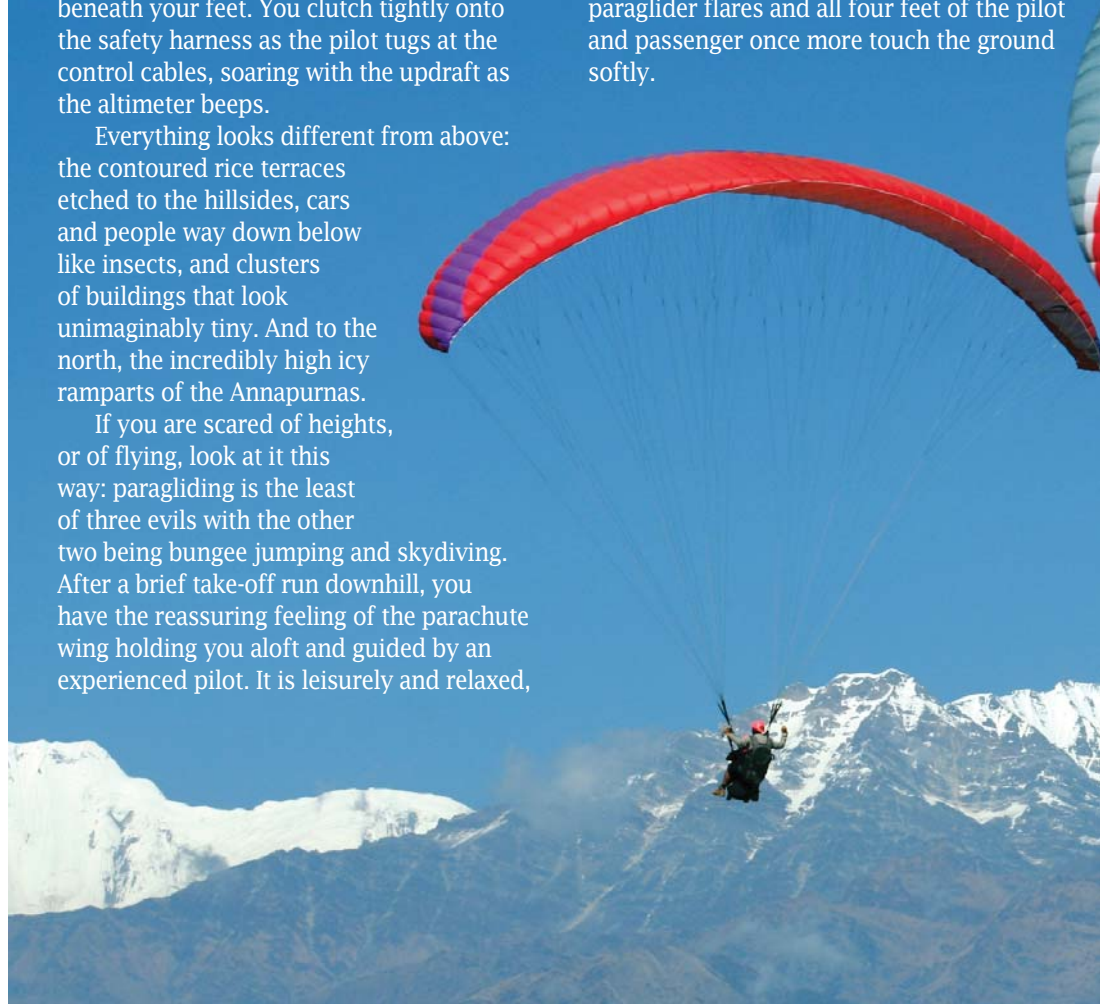 beneath your feet. You clutch tightly onto
the safety harness as the pilot tugs at the
control cables, soaring with the updraft as
the altimeter beeps.
Everything looks different from above:
the contoured rice terraces
etched to the hillsides, cars
and people way down below
like insects, and clusters
of buildings that look
unimaginably tiny. And to the
north, the incredibly high icy
ramparts of the Annapurnas.
If you are scared of heights,
or of flying, look at it this
way: paragliding is the least
of three evils with the other
two being bungee jumping and skydiving.
After a brief take-off run downhill, you
have the reassuring feeling of the parachute
wing holding you aloft and guided by an
experienced pilot. It is leisurely and relaxed,
paraglider flares and all four feet of the pilot
and passenger once more touch the ground
softly.